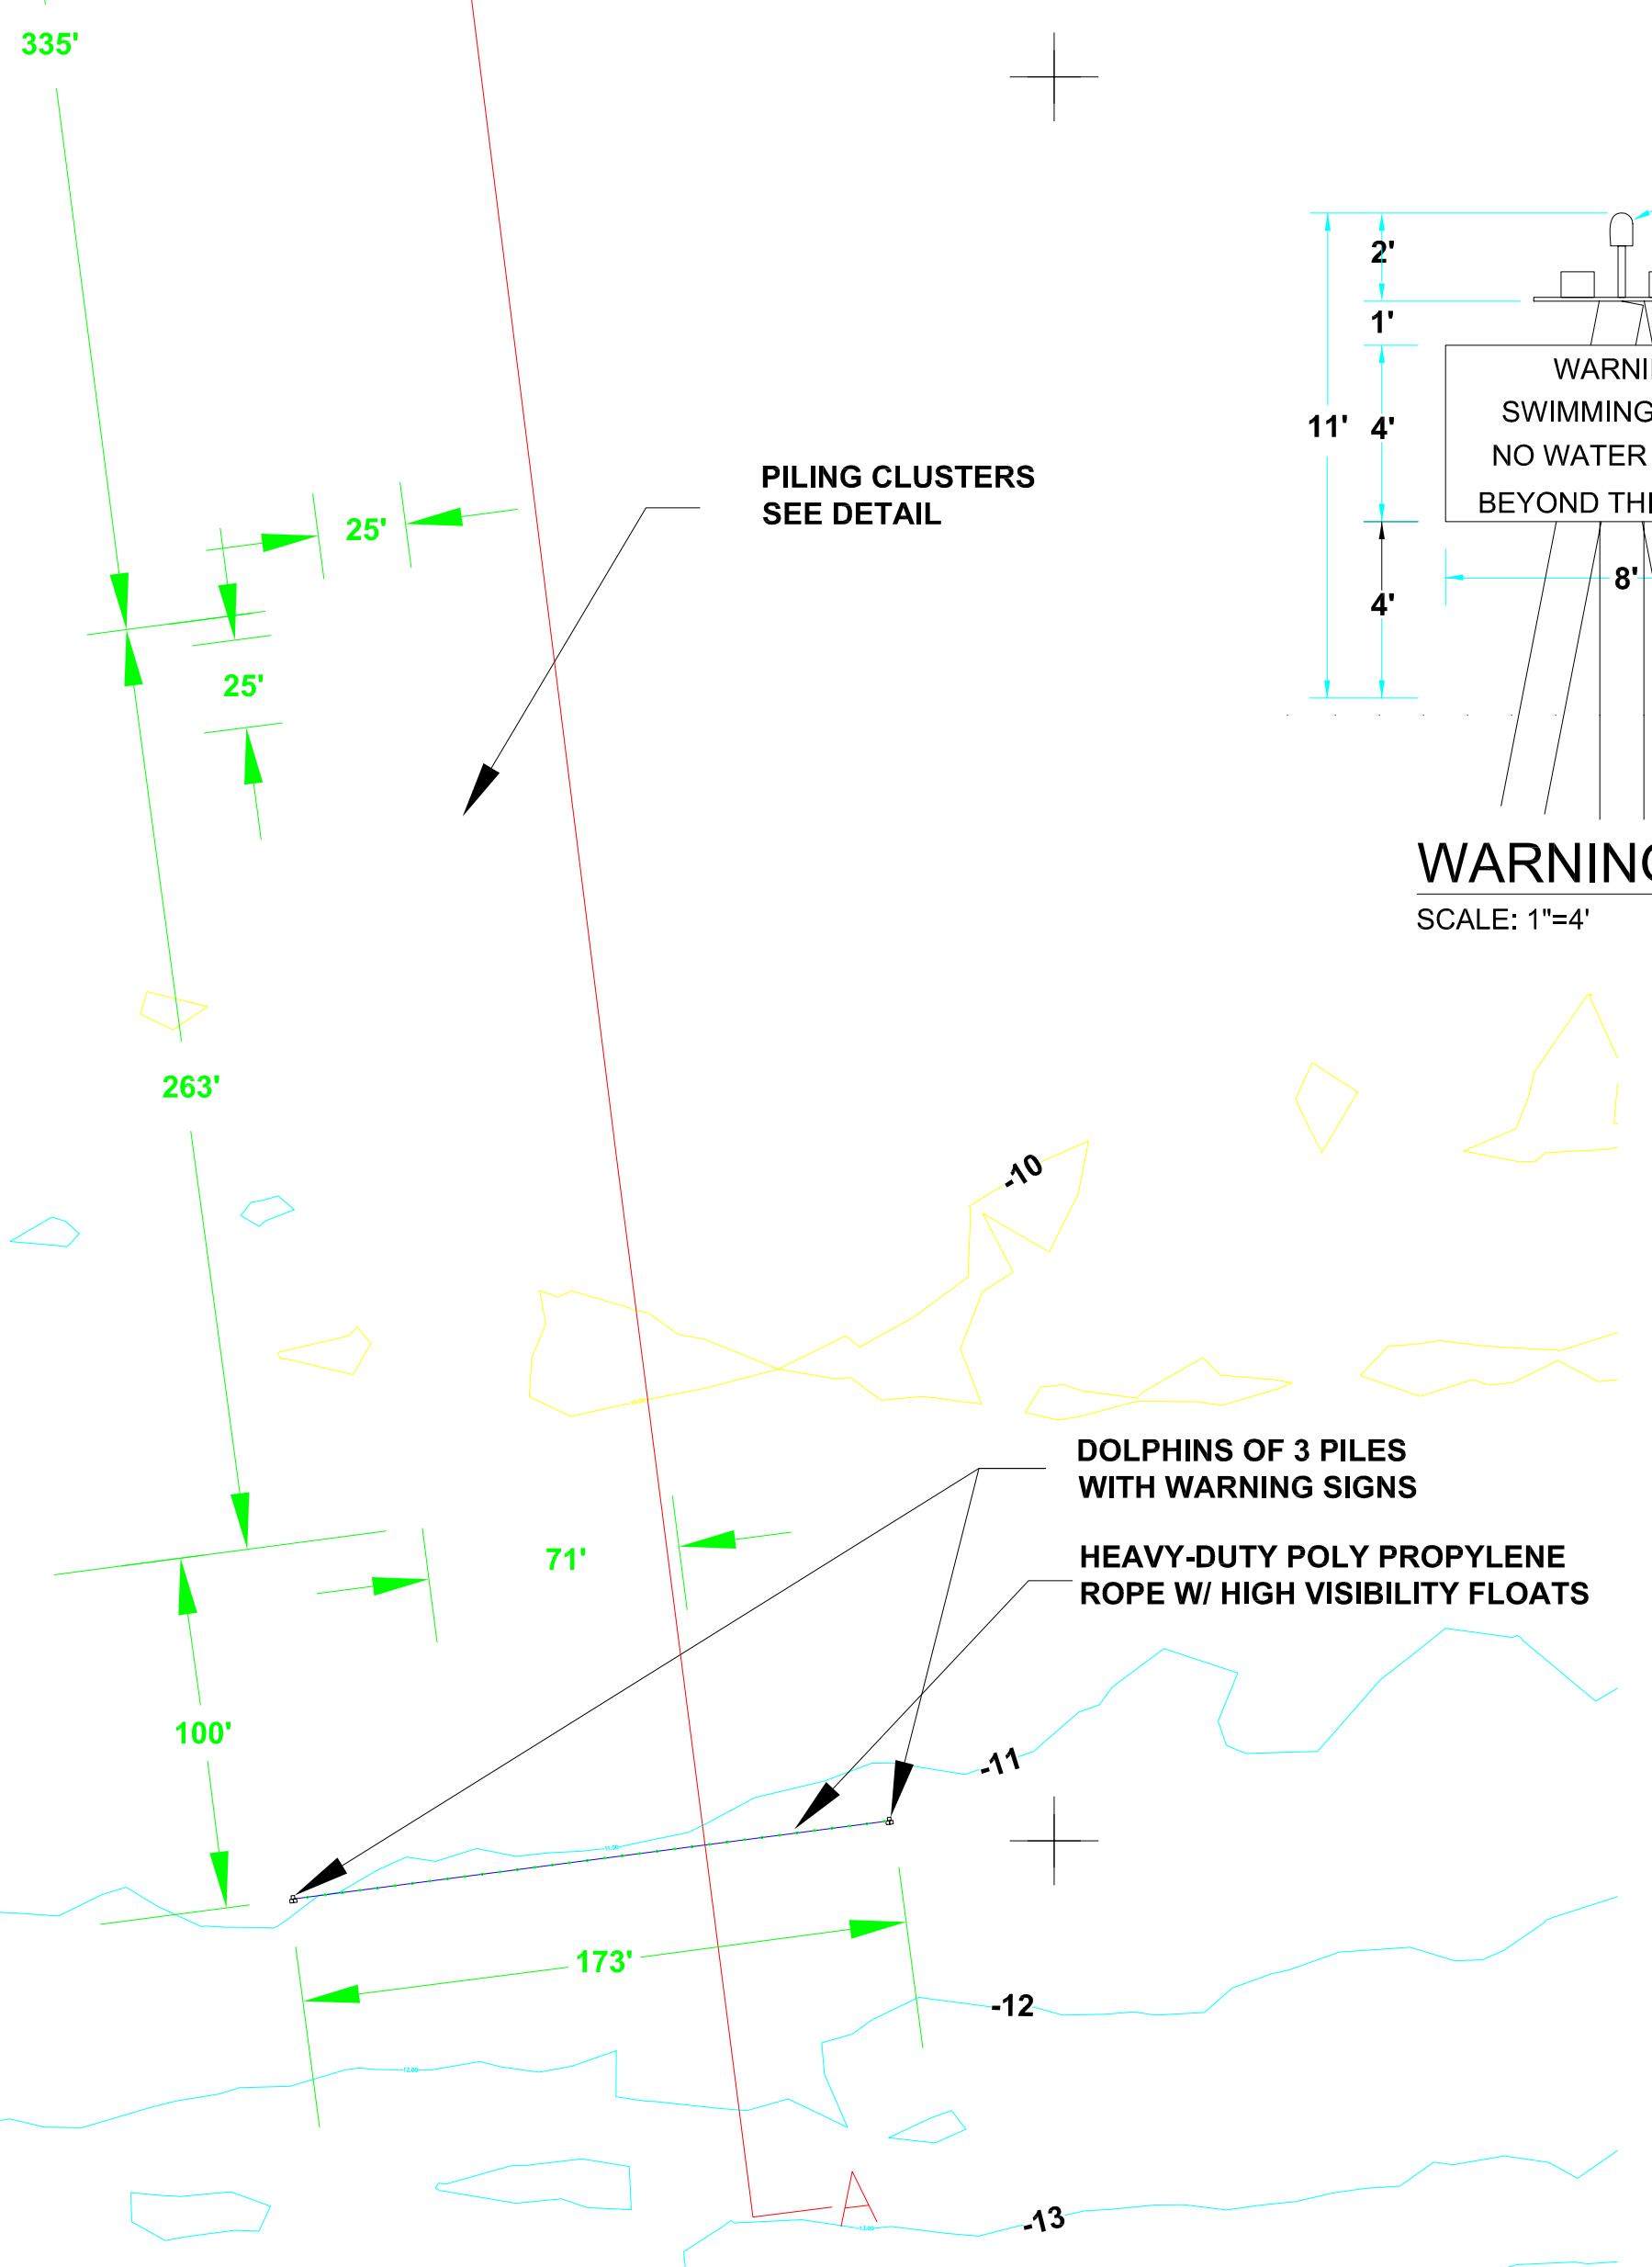 335'
2'
1'
WARNI
SWIMMING
NO WATER
BEYOND THE
11'
4'
PILING CLUSTERS
SEE DETAIL
25'
8'
4'
25'
WARNING
SCALE: 1"=4'
263'
-10
DOLPHINS OF 3 PILES
WITH WARNING SIGNS
71'
HEAVY-DUTY POLY PROPYLENE
ROPE W/ HIGH VISIBILITY FLOATS
100'
-11
173'
-12
A
-13